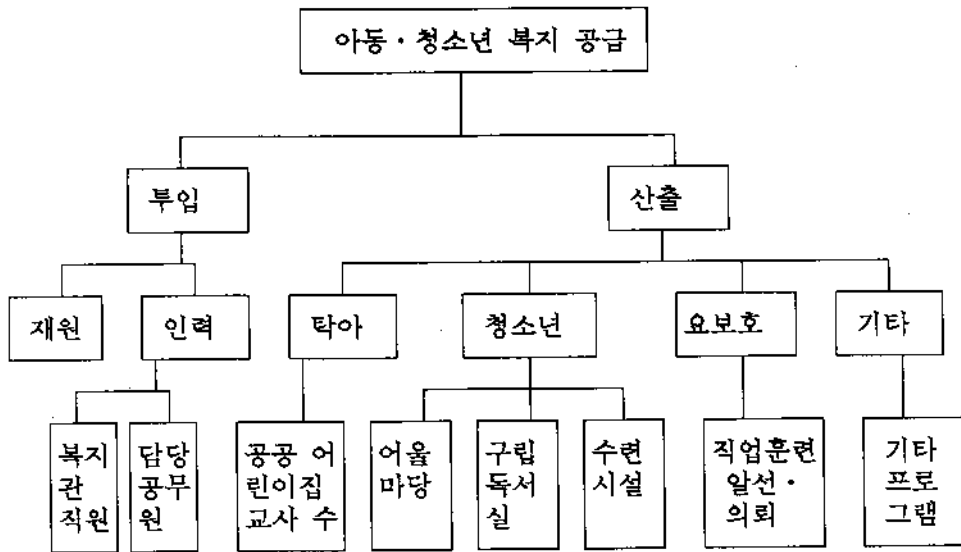 아동·청소년 복지 공급
투입
산출
재원
인력
탁아
청소년
요보호
기타
복지
관
직원
담당
공무
원
공공 어
린이집
교사 수
어울
마당
구립
독서
실
수련
시설
직업훈련
알선·
의뢰
기타
프로
그램